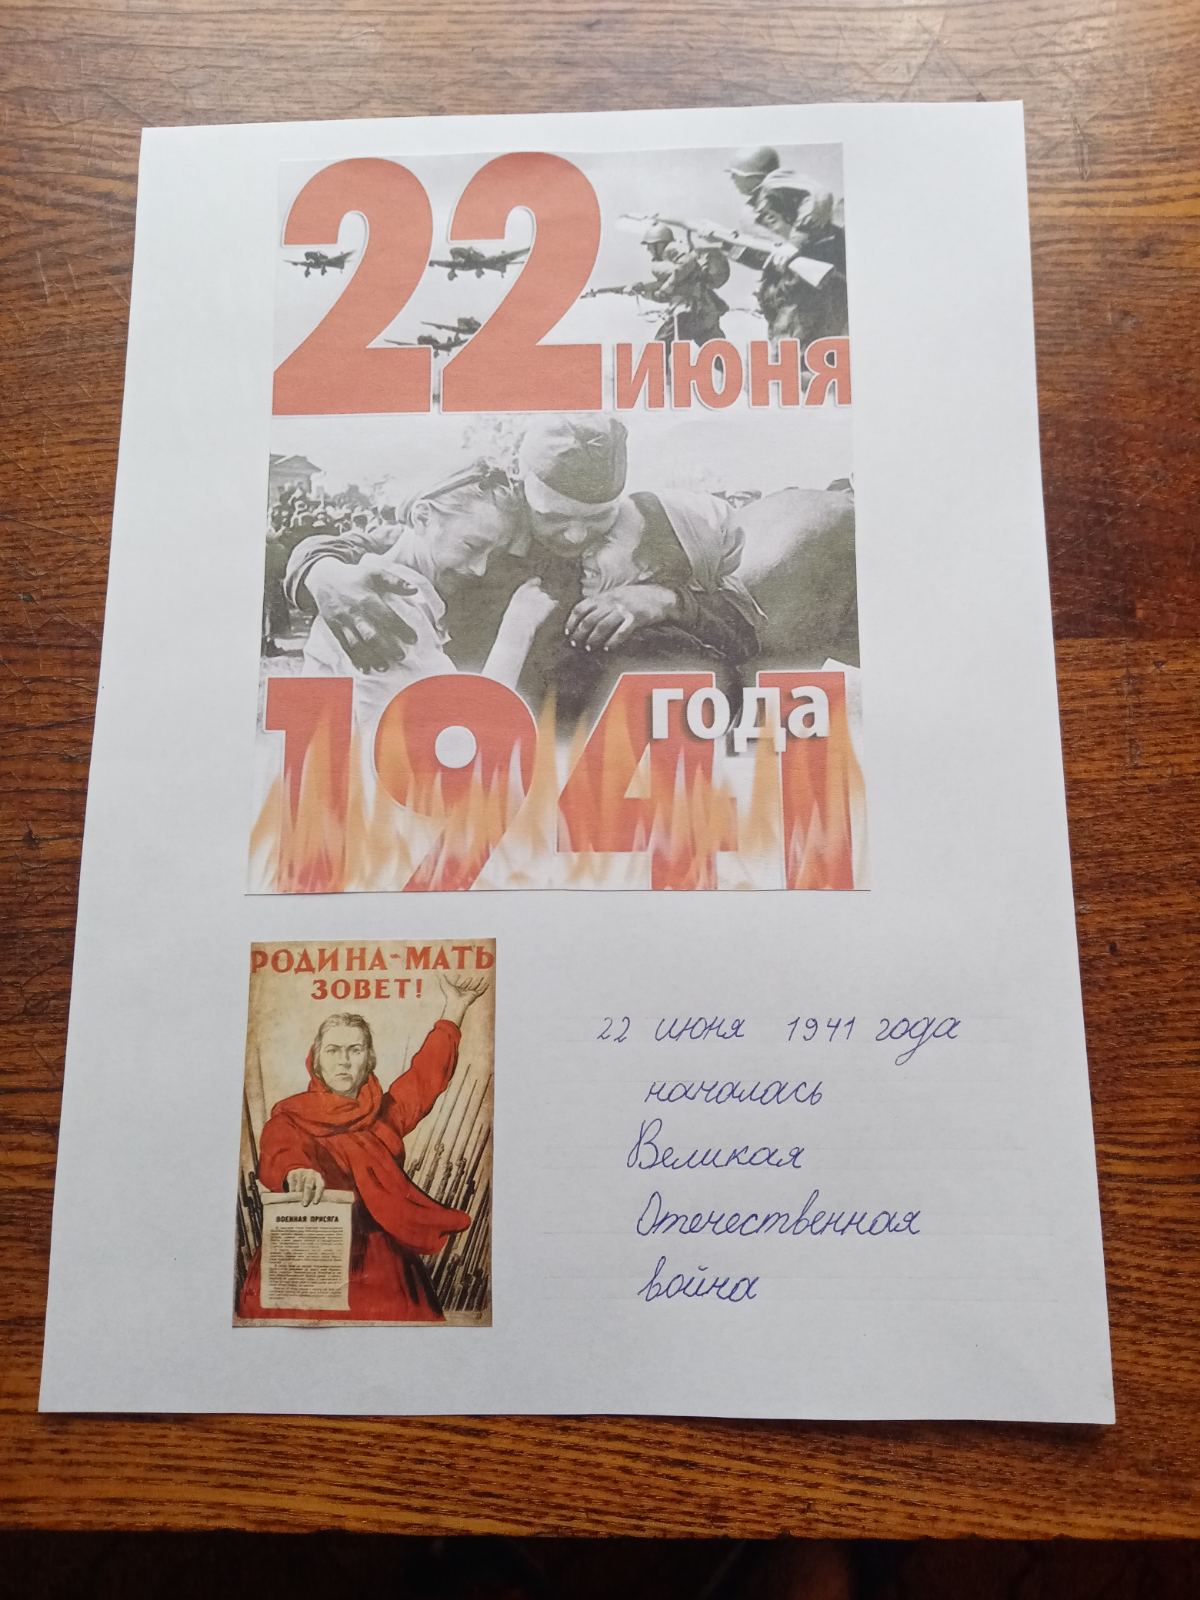 22 июня
1941 года
РОДИНА-МАТЬ
ЗОВЕТ!
ВОЕННАЯ ПРИСЯГА
22 июня 1941 года
началась
Великая
Отечественная
война